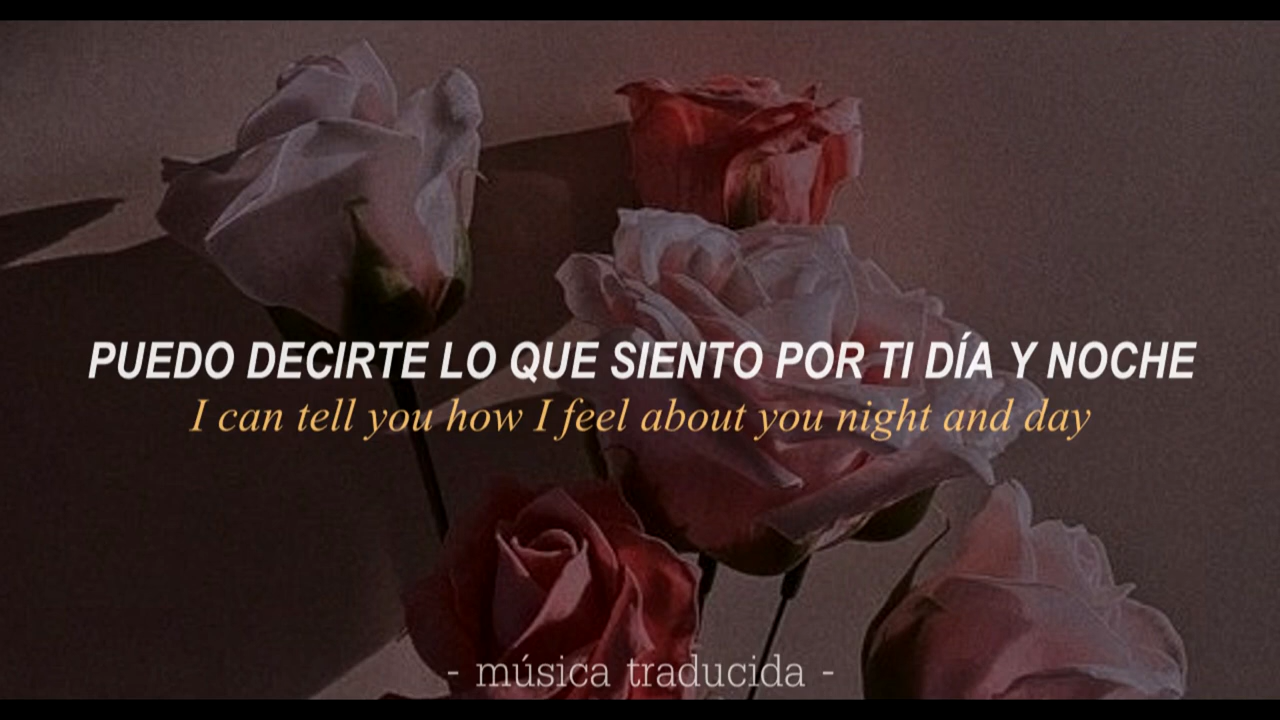 PUEDO DECIRTE LO QUE SIENTO POR TI DÍA Y NOCHE
I can tell you how I feel about you night and day
- música traducida -